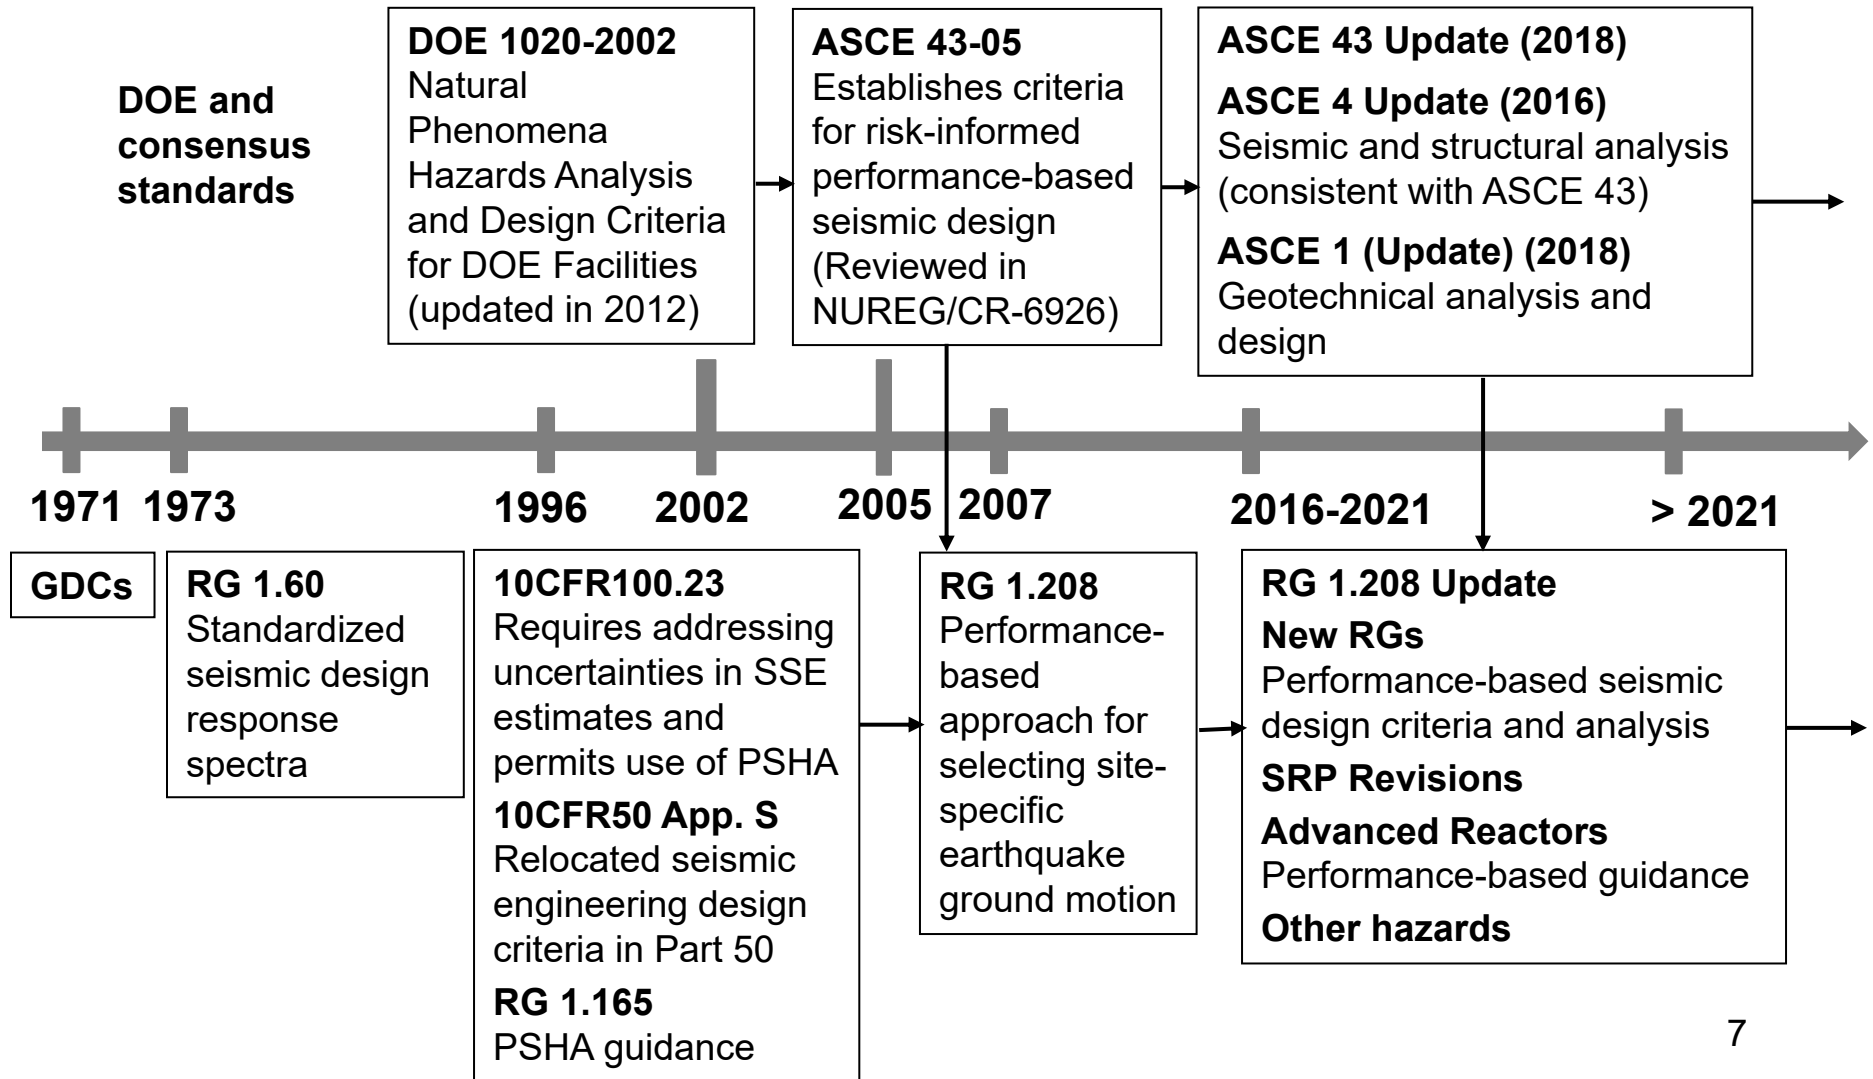 DOE and
consensus
standards
DOE 1020-2002
Natural
Phenomena
Hazards Analysis
and Design Criteria
for DOE Facilities
(updated in 2012)
ASCE 43-05
Establishes criteria
for risk-informed
performance-based
seismic design
(Reviewed in
NUREG/CR-6926)
ASCE 43 Update (2018)
ASCE 4 Update (2016)
Seismic and structural analysis
(consistent with ASCE 43)
ASCE 1 (Update) (2018)
Geotechnical analysis and
design
1971 1973 1996 2002 2005 2007 2016-2021 > 2021
GDCs
RG 1.60
Standardized
seismic design
response
spectra
10CFR100.23
Requires addressing
uncertainties in SSE
estimates and
permits use of PSHA
10CFR50 App. S
Relocated seismic
engineering design
criteria in Part 50
RG 1.165
PSHA guidance
RG 1.208
Performance-
based
approach for
selecting site-
specific
earthquake
ground motion
RG 1.208 Update
New RGs
Performance-based seismic
design criteria and analysis
SRP Revisions
Advanced Reactors
Performance-based guidance
Other hazards
7